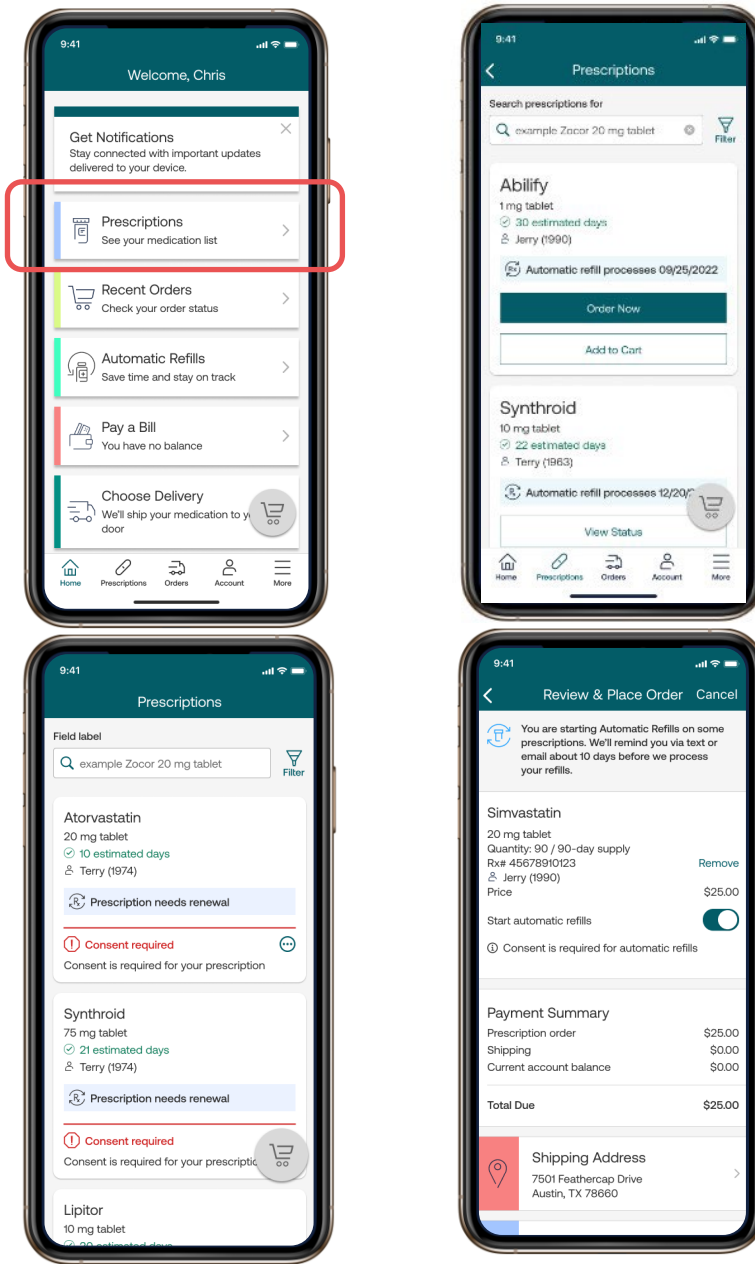 9:41
Welcome, Chris
Get Notifications
Stay connected with important updates
delivered to your device.
Prescriptions
See your medication list
Recent Orders
Check your order status
Automatic Refills
Save time and stay on track
Pay a Bill
You have no balance
Choose Delivery
We'll ship your medication to y
door
Home Prescriptions Orders Account More
9:41
Prescriptions
Search prescriptions for
example Zocor 20 mg tablet
Filter
Abilify
1 mg tablet
30 estimated days
Jerry (1990)
Rx Automatic refill processes 09/25/2022
Order Now
Add to Cart
Synthroid
10 mg tablet
22 estimated days
Terry (1963)
Automatic refill processes 12/20/
View Status
Home Prescriptions Orders Account More
9:41
Prescriptions
Field label
example Zocor 20 mg tablet
Filter
Atorvastatin
20 mg tablet
10 estimated days
Terry (1974)
Prescription needs renewal
Consent required
Consent is required for your prescription
Synthroid
75 mg tablet
21 estimated days
Terry (1974)
Prescription needs renewal
Consent required
Consent is required for your prescriptio
Lipitor
10 mg tablet
9:41
Review & Place Order Cancel
You are starting Automatic Refills on some
prescriptions. We'll remind you via text or
email about 10 days before we process
your refills.
Simvastatin
20 mg tablet
Quantity: 90 / 90-day supply
Rx# 45678910123 Remove
Jerry (1990)
Price $25.00
Start automatic refills
Consent is required for automatic refills
Payment Summary
Prescription order $25.00
Shipping $0.00
Current account balance $0.00
Total Due $25.00
Shipping Address
7501 Feathercap Drive
Austin, TX 78660